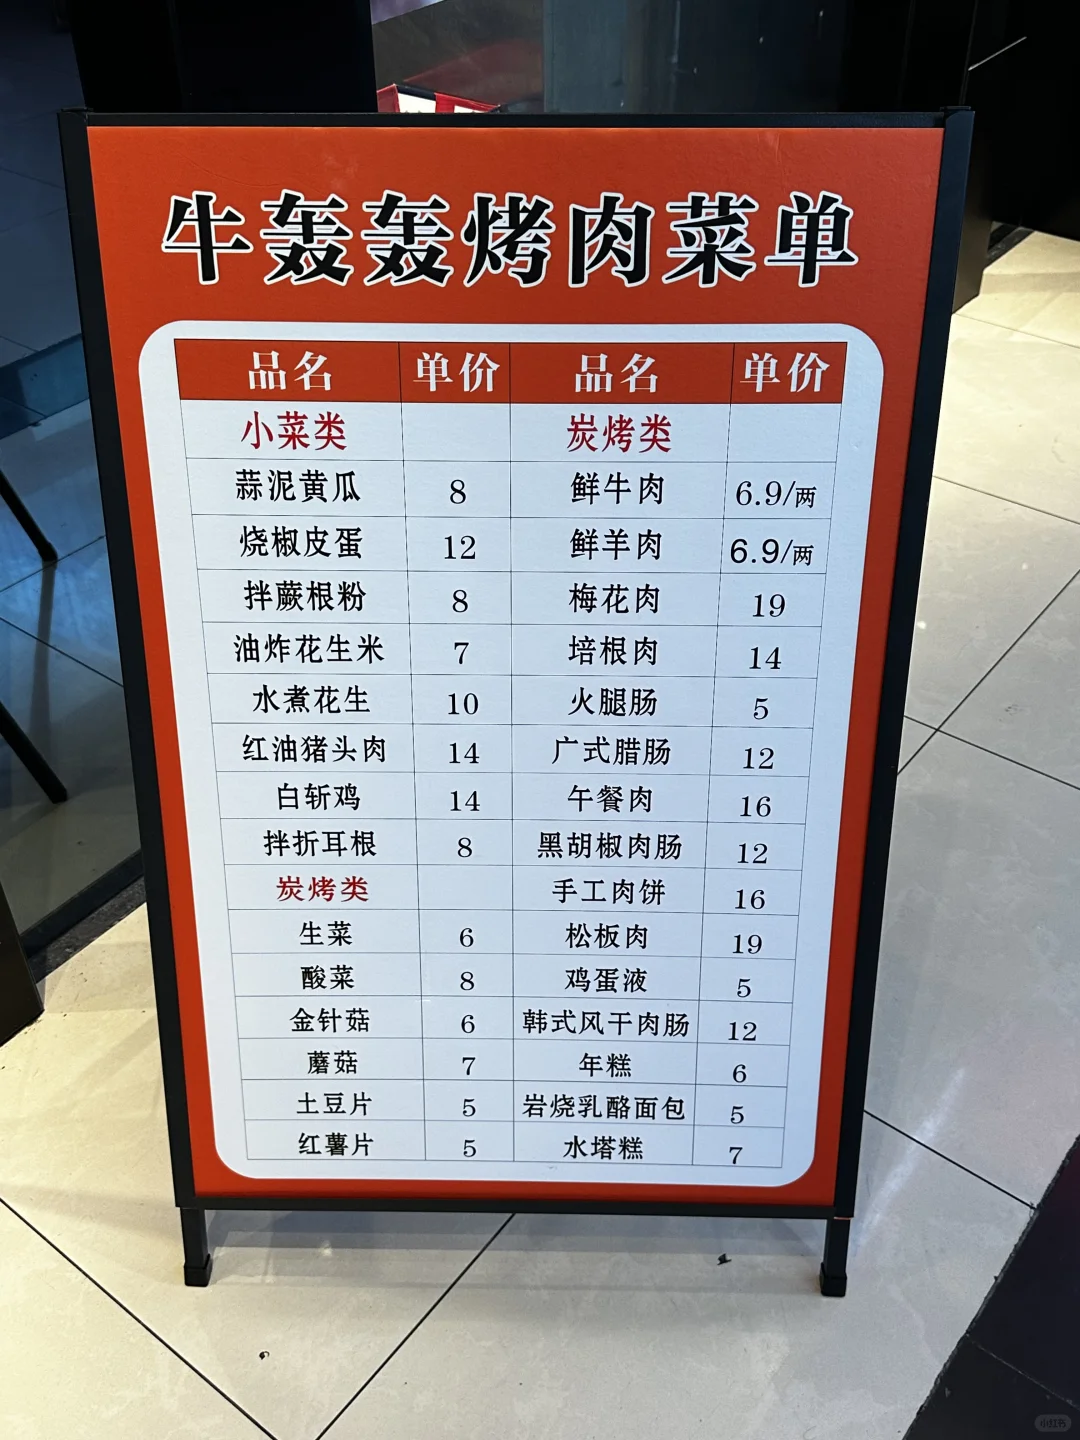 牛轰轰烤肉菜单
品名 单价 品名 单价
小菜类 炭烤类
蒜泥黄瓜 8 鲜牛肉 6.9/两
烧椒皮蛋 12 鲜羊肉 6.9/两
拌蕨根粉 8 梅花肉 19
油炸花生米 7 培根肉 14
水煮花生 10 火腿肠 5
红油猪头肉 14 广式腊肠 12
白斩鸡 14 午餐肉 16
拌折耳根 8 黑胡椒肉肠 12
炭烤类 手工肉饼 16
生菜 6 松板肉 19
酸菜 8 鸡蛋液 5
金针菇 6 韩式风干肉肠 12
蘑菇 7 年糕 6
土豆片 5 岩烧乳酪面包 5
红薯片 5 水塔糕 7
小红书